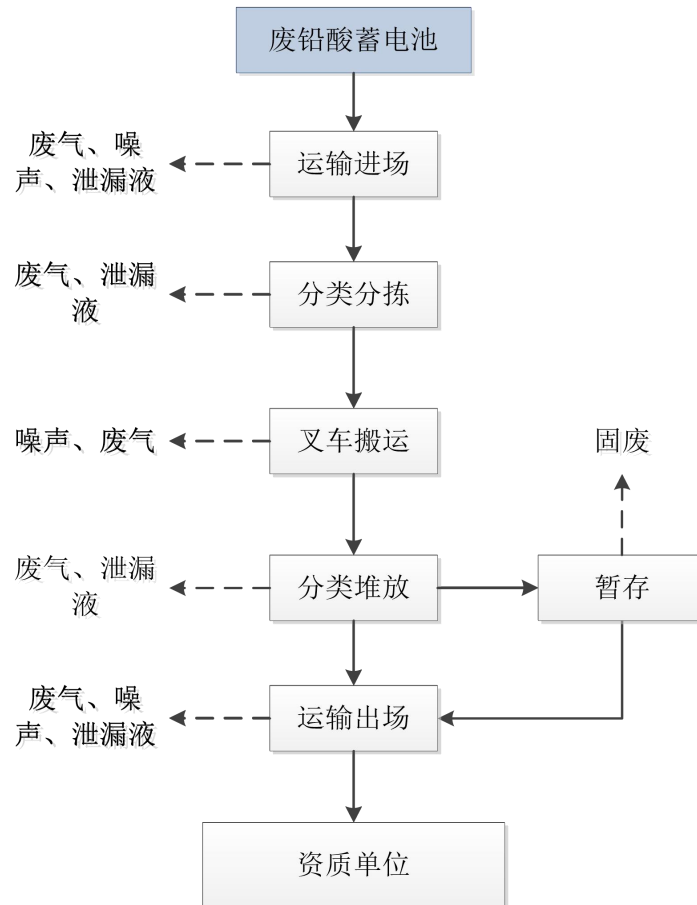 废铅酸蓄电池
废气、噪
声、泄漏液
运输进场
废气、泄漏
液
分类分拣
噪声、废气
叉车搬运
固废
废气、泄漏
液
分类堆放
暂存
废气、噪
声、泄漏液
运输出场
资质单位